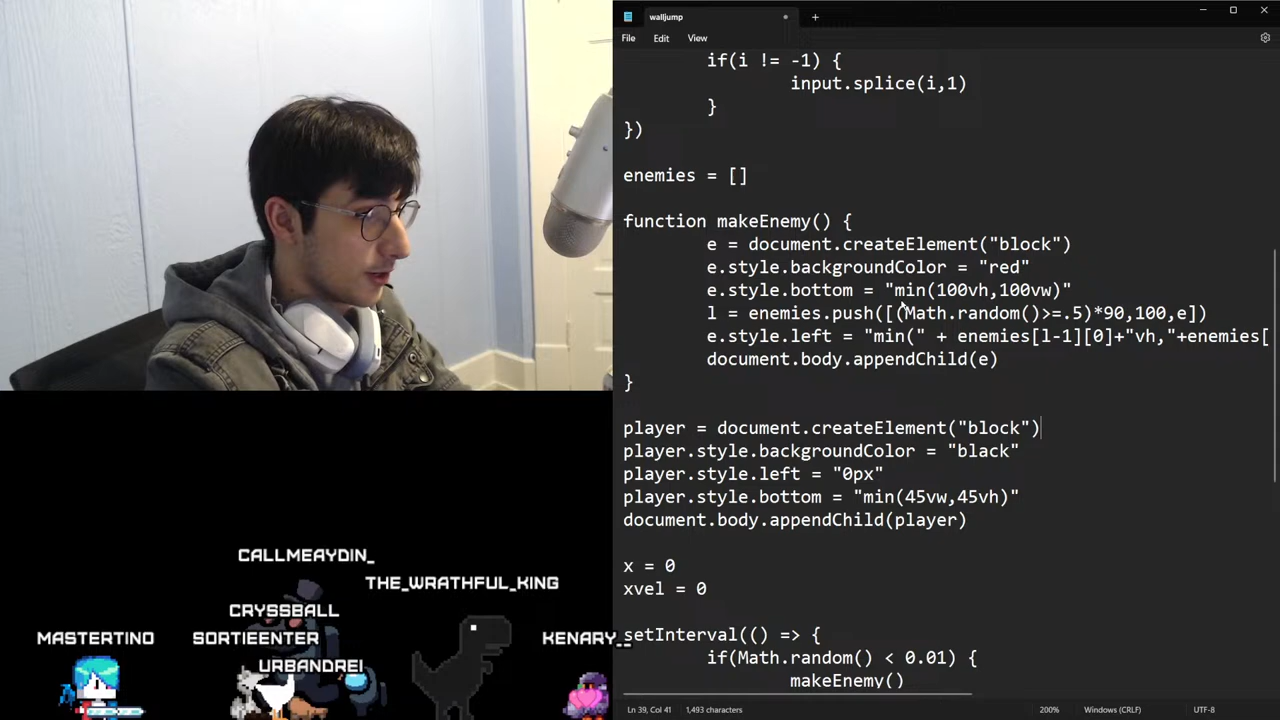 walljump
File
Edit
View
if(i != -1) {
input.splice(i,1)
}
})
enemies = []
function makeEnemy() {
e = document.createElement("block")
e.style.backgroundColor = "red"
e.style.bottom = "min(100vh,100vw)"
l = enemies.push([(Math.random()>=.5)*90,100,e])
e.style.left = "min(" + enemies[l-1][0]+"vh,"+enemies[
document.body.appendChild(e)
}
player = document.createElement("block")
player.style.backgroundColor = "black"
player.style.left = "0px"
player.style.bottom = "min(45vw,45vh)"
document.body.appendChild(player)
x = 0
xvel = 0
setInterval(() => {
if(Math.random() < 0.01) {
makeEnemy()
Ln 39, Col 41
1,493 characters
200%
Windows (CRLF)
UTF-8
CALLMEAYDIN_
THE_WRATHFUL_KING
CRYSSBALL
MASTERTINO
SORTIEENTER
KENARY__
URBANDREI